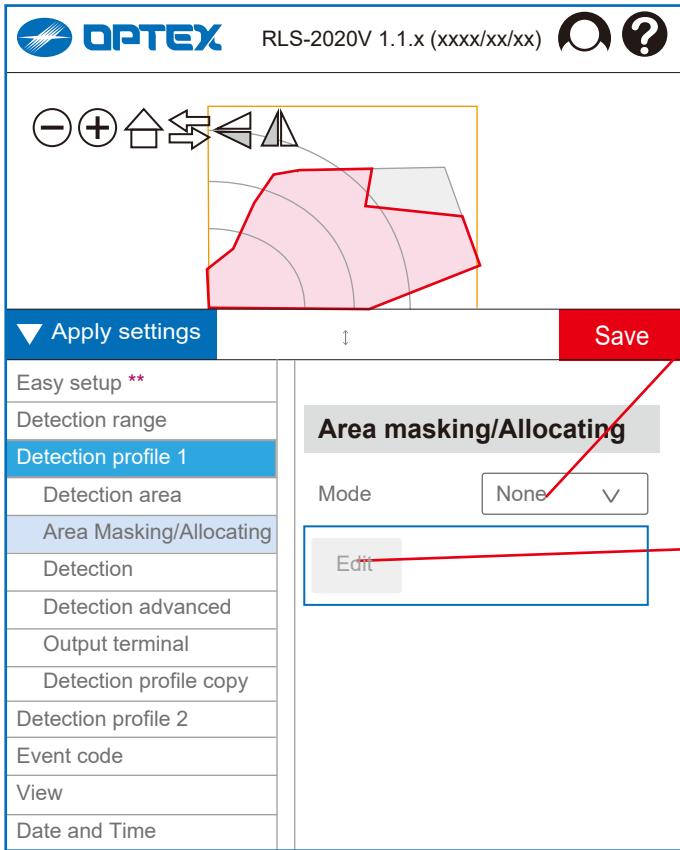 OPTEX RLS-2020V 1.1.x (xxxx/xx/xx) ?
Apply settings
Save
Easy setup **
Detection range
Detection profile 1
Detection area
Area Masking/Allocating
Detection
Detection advanced
Output terminal
Detection profile copy
Detection profile 2
Event code
View
Date and Time
Area masking/Allocating
Mode None
Edit